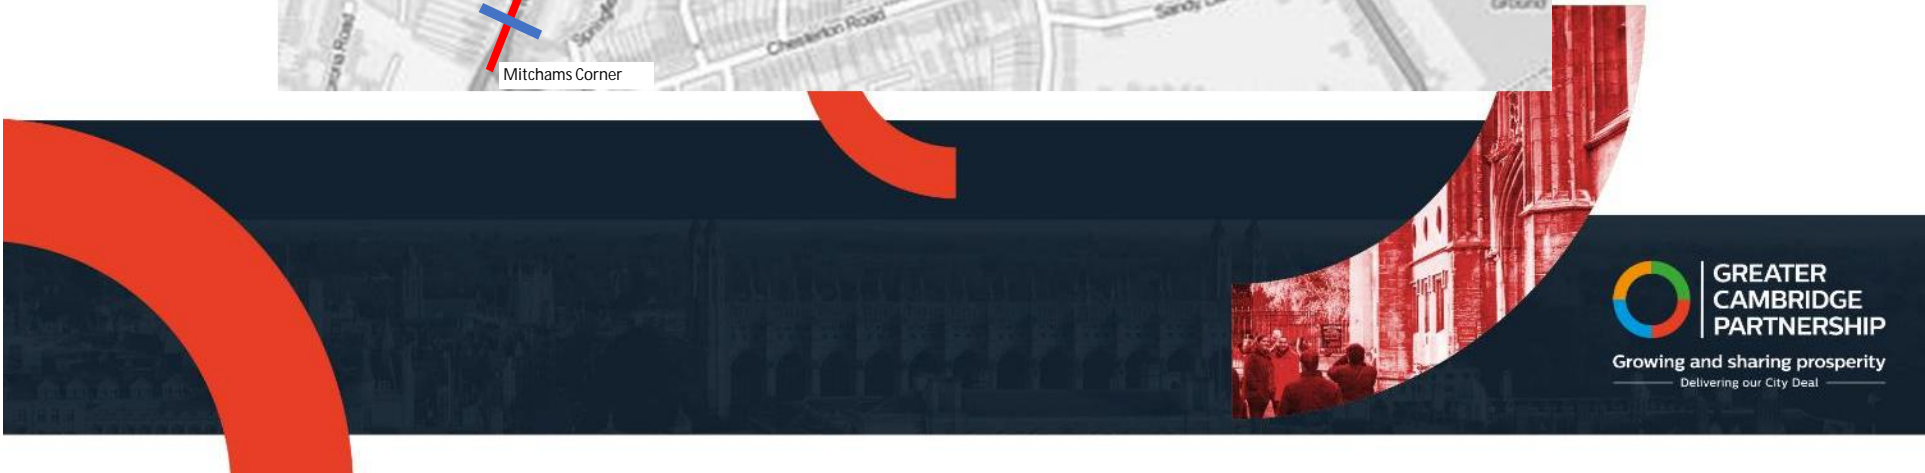 Chesterton Road
Mitchams Corner
GREATER
CAMBRIDGE
PARTNERSHIP
Growing and sharing prosperity
Delivering our City Deal